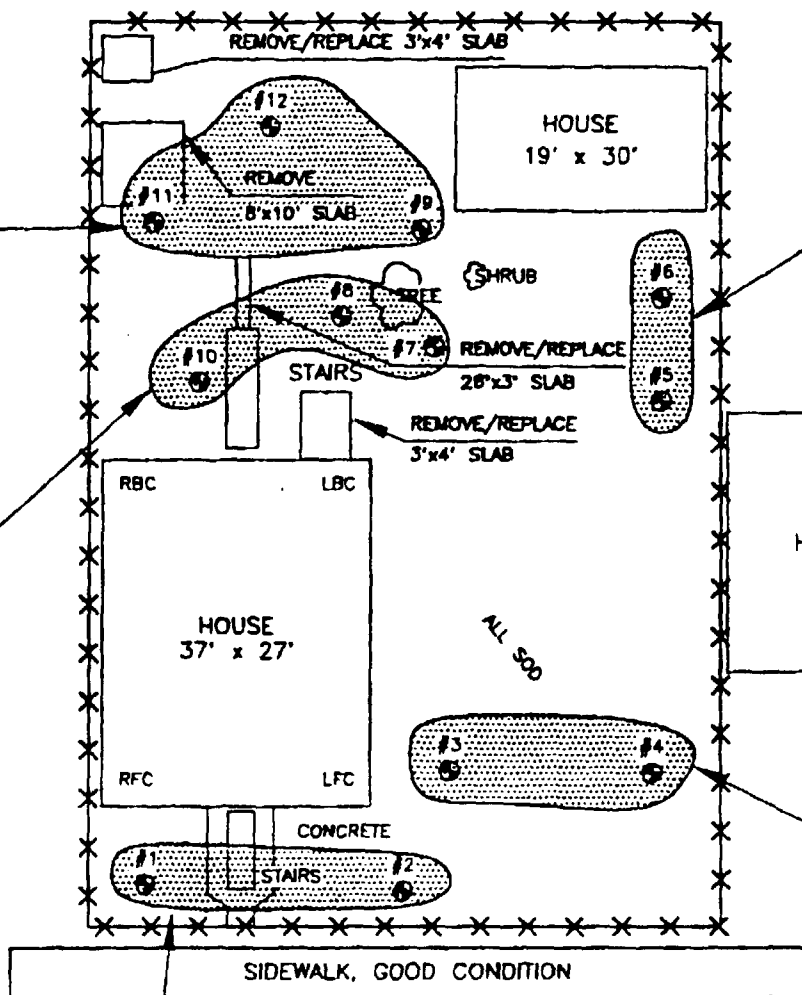 REMOVE/REPLACE 3'x4' SLAB
#12
HOUSE
19' x 30'
REMOVE
8'x10' SLAB
#11
#9
#6
SHRUB
TREE
#8
#7
REMOVE/REPLACE
28'x3' SLAB
#10
STAIRS
#5
REMOVE/REPLACE
3'x4' SLAB
RBC
LBC
H
HOUSE
37' x 27'
ALL SOD
#3
#4
RFC
LFC
CONCRETE
#1
STAIRS
#2
SIDEWALK, GOOD CONDITION